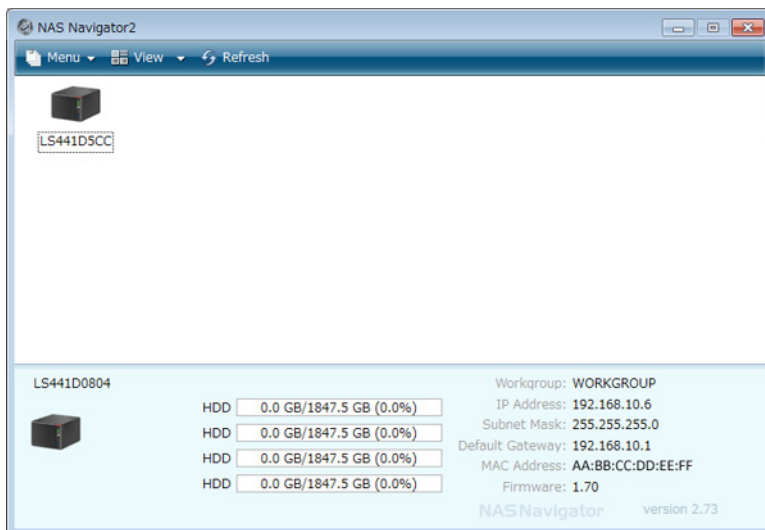 NAS Navigator2
Menu View Refresh
LS441D5CC
LS441D0804
HDD 0.0 GB/1847.5 GB (0.0%)
HDD 0.0 GB/1847.5 GB (0.0%)
HDD 0.0 GB/1847.5 GB (0.0%)
HDD 0.0 GB/1847.5 GB (0.0%)
Workgroup: WORKGROUP
IP Address: 192.168.10.6
Subnet Mask: 255.255.255.0
Default Gateway: 192.168.10.1
MAC Address: AA:BB:CC:DD:EE:FF
Firmware: 1.70
NAS Navigator version 2.73